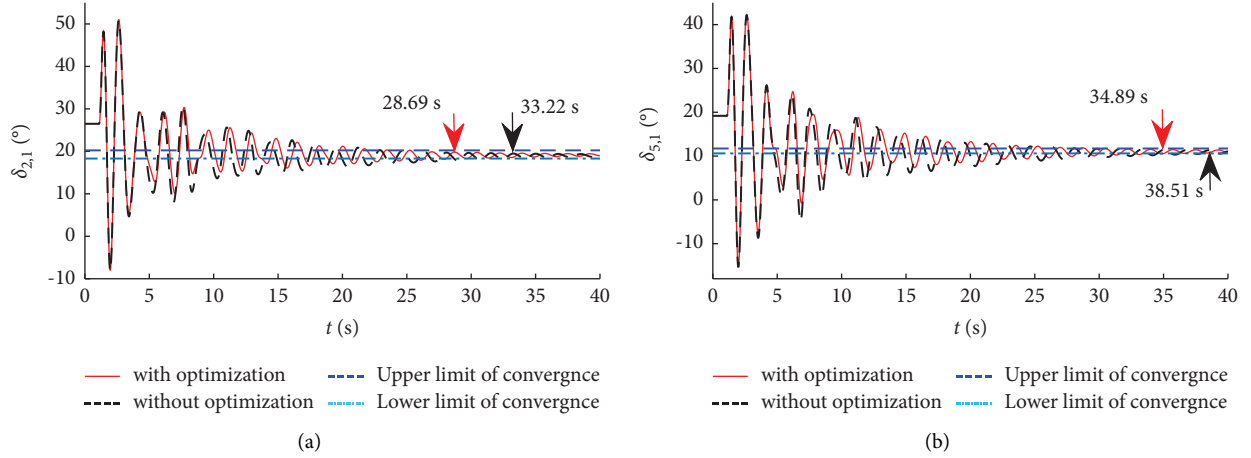 50
40
30
20
10
0
-10
δ2,1 (°)
28.69 s
33.22 s
0 5 10 15 20 25 30 35 40
t (s)
with optimization
without optimization
Upper limit of convergnce
Lower limit of convergnce
(a)
40
30
20
10
0
-10
δ5,1 (°)
34.89 s
38.51 s
0 5 10 15 20 25 30 35 40
t (s)
with optimization
without optimization
Upper limit of convergnce
Lower limit of convergnce
(b)